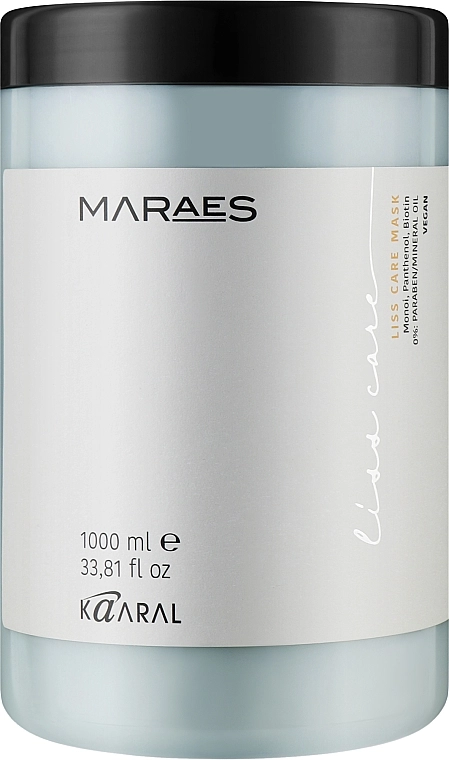 MARAES
liss care
LISS CARE MASK
Monoi, Panthenol, Biotin
0%: PARABEN/MINERAL OIL
VEGAN
1000 ml e
33,81 fl oz
KaARAL